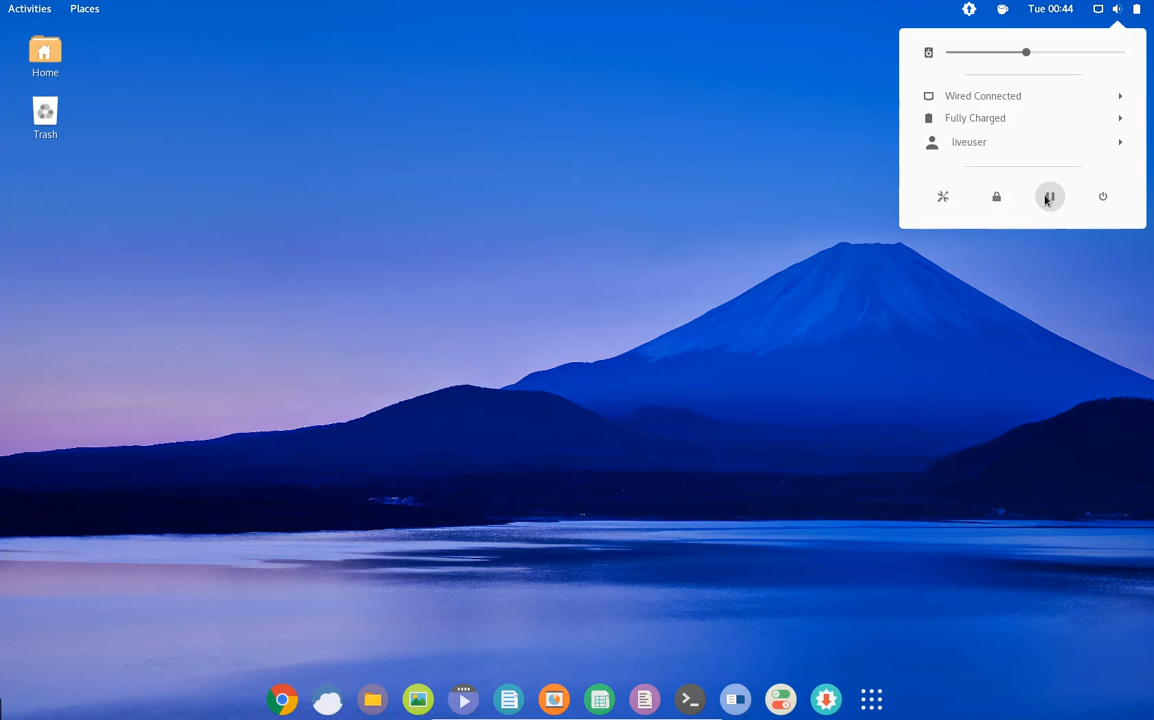 Activities Places Tue 00:44
Home
Trash
Wired Connected
Fully Charged
liveuser